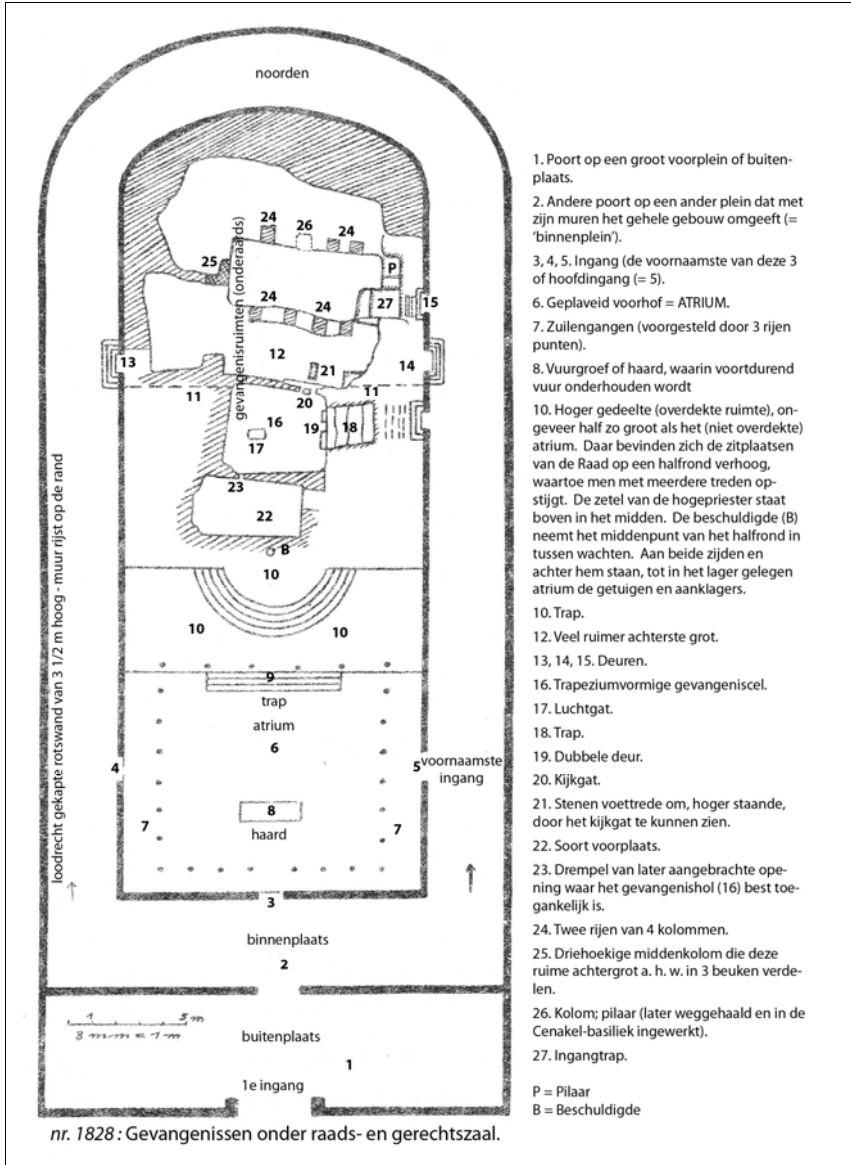 noorden
24
26
24
25
P
24
24
27
15
gevangenisruimten (onderaards)
12
21
13
14
11
20
11
16
19
18
17
23
22
B
10
10
10
9
trap
atrium
6
4
5 voornaamste
ingang
8
7
haard
7
3
loodrecht gekapte rotswand van 3 1/2 m hoog - muur rijst op de rand
binnenplaats
2
1 5 m
8 mm = 1 m
buitenplaats
1
1e ingang
nr. 1828 : Gevangenissen onder raads- en gerechtszaal.
1. Poort op een groot voorplein of buiten-
plaats.
2. Andere poort op een ander plein dat met
zijn muren het gehele gebouw omgeeft (=
‘binnenplein’).
3, 4, 5. Ingang (de voornaamste van deze 3
of hoofdingang (= 5).
6. Geplaveid voorhof = ATRIUM.
7. Zuilengangen (voorgesteld door 3 rijen
punten).
8. Vuurgroef of haard, waarin voortdurend
vuur onderhouden wordt
10. Hoger gedeelte (overdekte ruimte), on-
geveer half zo groot als het (niet overdekte)
atrium. Daar bevinden zich de zitplaatsen
van de Raad op een halfrond verhoog,
waartoe men met meerdere treden op-
stijgt. De zetel van de hogepriester staat
boven in het midden. De beschuldigde (B)
neemt het middenpunt van het halfrond in
tussen wachten. Aan beide zijden en
achter hem staan, tot in het lager gelegen
atrium de getuigen en aanklagers.
10. Trap.
12. Veel ruimer achterste grot.
13, 14, 15. Deuren.
16. Trapeziumvormige gevangeniscel.
17. Luchtgat.
18. Trap.
19. Dubbele deur.
20. Kijkgat.
21. Stenen voettrede om, hoger staande,
door het kijkgat te kunnen zien.
22. Soort voorplaats.
23. Drempel van later aangebrachte ope-
ning waar het gevangenishol (16) best toe-
gankelijk is.
24. Twee rijen van 4 kolommen.
25. Driehoekige middenkolom die deze
ruime achtergrot a. h. w. in 3 beuken verde-
len.
26. Kolom; pilaar (later weggehaald en in de
Cenakel-basiliek ingewerkt).
27. Ingangtrap.
P = Pilaar
B = Beschuldigde